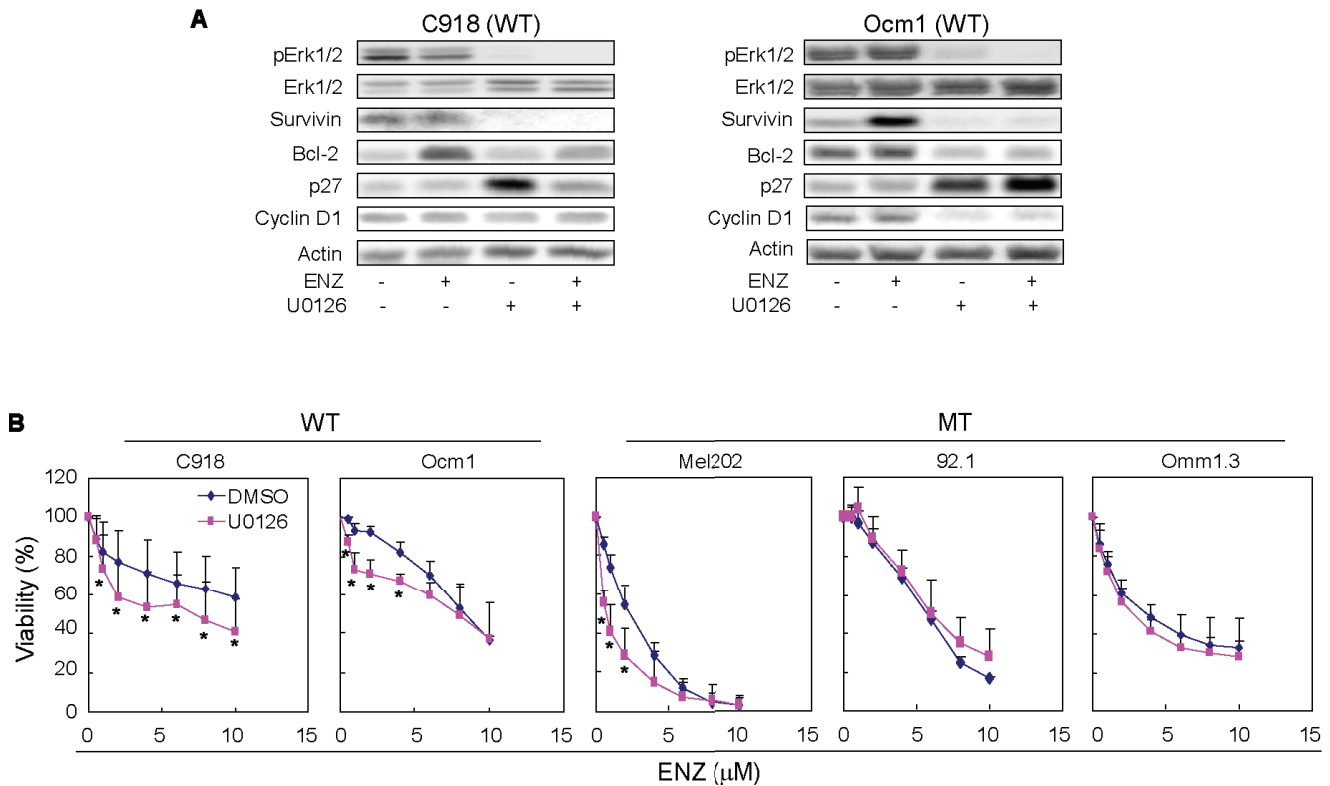 A
C918 (WT)
pErk1/2
Erk1/2
Survivin
Bcl-2
p27
Cyclin D1
Actin
ENZ - + - +
U0126 - - + +
Ocm1 (WT)
pErk1/2
Erk1/2
Survivin
Bcl-2
p27
Cyclin D1
Actin
ENZ - + - +
U0126 - - + +
B
WT
MT
C918
Ocm1
Mel202
92.1
Omm1.3
Viability (%)
120
100
80
60
40
20
0
DMSO
U0126
* * * * * *
* * * *
* * *
0 5 10 15
0 5 10 15
0 5 10 15
0 5 10 15
0 5 10 15
ENZ (μM)